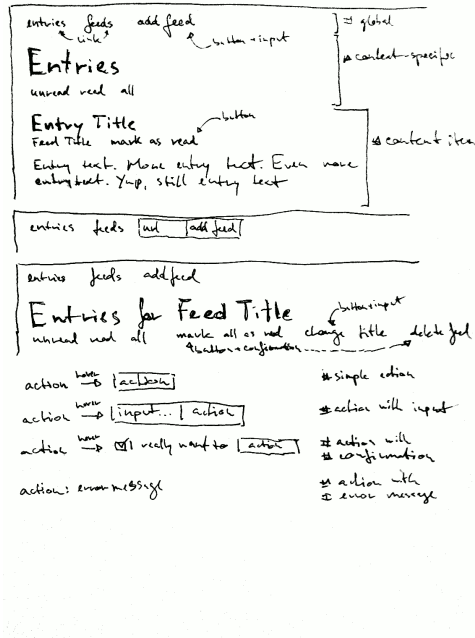 entries feeds add feed # global
link button + input
# content-specific
Entries
unread read all
Entry Title button
Feed Title mark as read
# content item
Entry text. More entry text. Even more
entry text. Yup, still entry text
entries feeds url add feed
entries feeds add feed
Entries for Feed Title button + input
unread read all mark all as read change title delete feed
button + confirmation
action hover action # simple action
action hover input... action # action with input
action hover I really want to action # action with
# confirmation
action: error message # action with
# error message